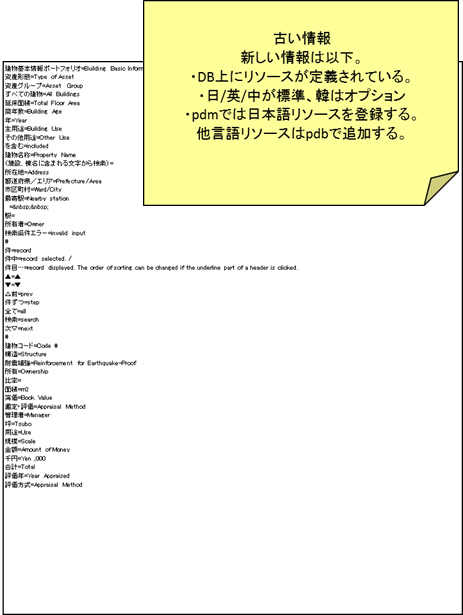 古い情報
新しい情報は以下。
・DB上にリソースが定義されている。
・日/英/中が標準、韓はオプション
・pdmでは日本語リソースを登録する。
他言語リソースはpdbで追加する。
建物基本情報ポートフォリオ=Building Basic Inform
資産形態=Type of Asset
資産グループ=Asset Group
すべての建物=All Buildings
延床面積=Total Floor Area
築年数=Building Age
年=Year
主用途=Building Use
その他用途=Other Use
を含む=included
建物名称=Property Name
(施設、棟名に含まれる文字から検索)=
所在地=Address
都道府県／エリア=Prefecture/Area
市区町村=Ward/City
最寄駅=Nearby station
=&nbsp;&nbsp;
駅=
所有者=Owner
検索条件エラー=invalid input
#
件=record
件中=record selected. /
件目…=record displayed. The order of sorting can be changed if the underline part of a header is clicked.
▲=▲
▼=▼
△前=prev
件ずつ=step
全て=all
検索=search
次▽=next
#
建物コード=Code #
構造=Structure
耐震補強=Reinforcement for Earthquake-Proof
所有=Ownership
比定=
面積=m2
簿価=Book Value
鑑定・評価=Appraisal Method
管理者=Manager
坪=Tsubo
用途=Use
規模=Scale
金額=Amount of Money
千円=Yen ,000
合計=Total
評価年=Year Appraised
評価方式=Appraisal Method